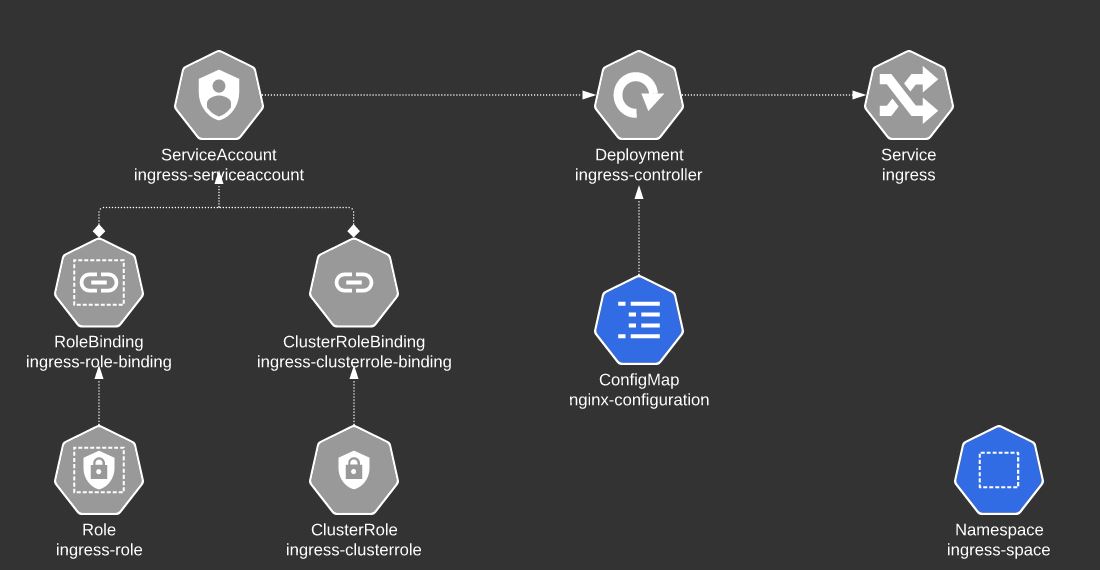 ServiceAccount
ingress-serviceaccount
Deployment
ingress-controller
Service
ingress
RoleBinding
ingress-role-binding
ClusterRoleBinding
ingress-clusterrole-binding
ConfigMap
nginx-configuration
Role
ingress-role
ClusterRole
ingress-clusterrole
Namespace
ingress-space